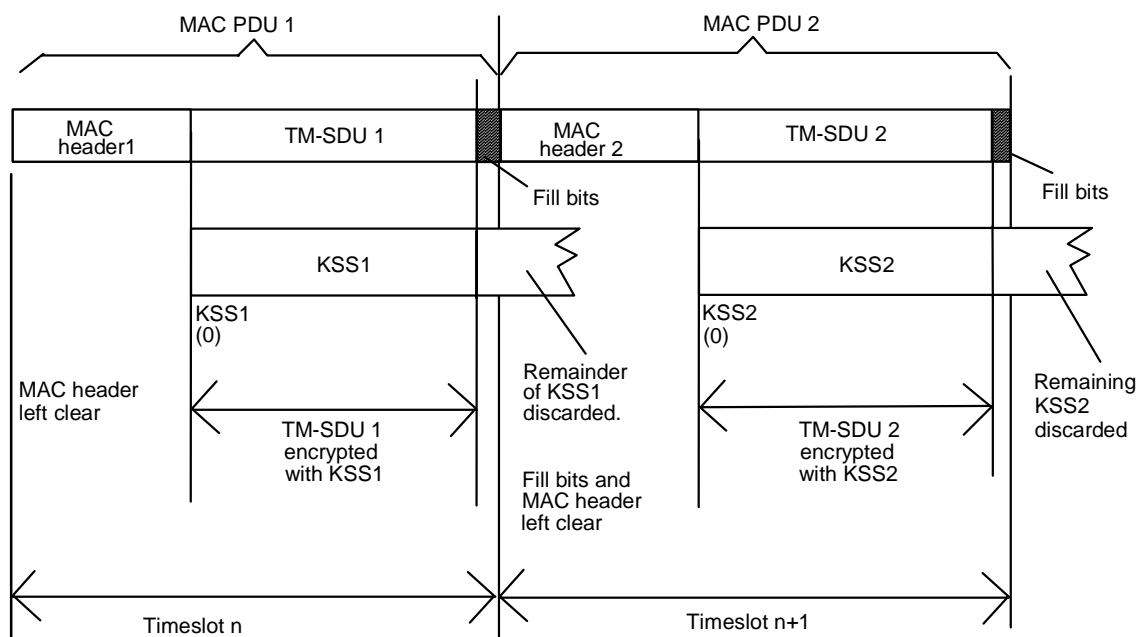 MAC PDU 1
MAC PDU 2
MAC
header1
TM-SDU 1
MAC
header 2
TM-SDU 2
Fill bits
Fill bits
KSS1
KSS2
KSS1
(0)
KSS2
(0)
MAC header
left clear
Remainder
of KSS1
discarded.
Remaining
KSS2
discarded
TM-SDU 1
encrypted
with KSS1
TM-SDU 2
encrypted
with KSS2
Fill bits and
MAC header
left clear
Timeslot n
Timeslot n+1